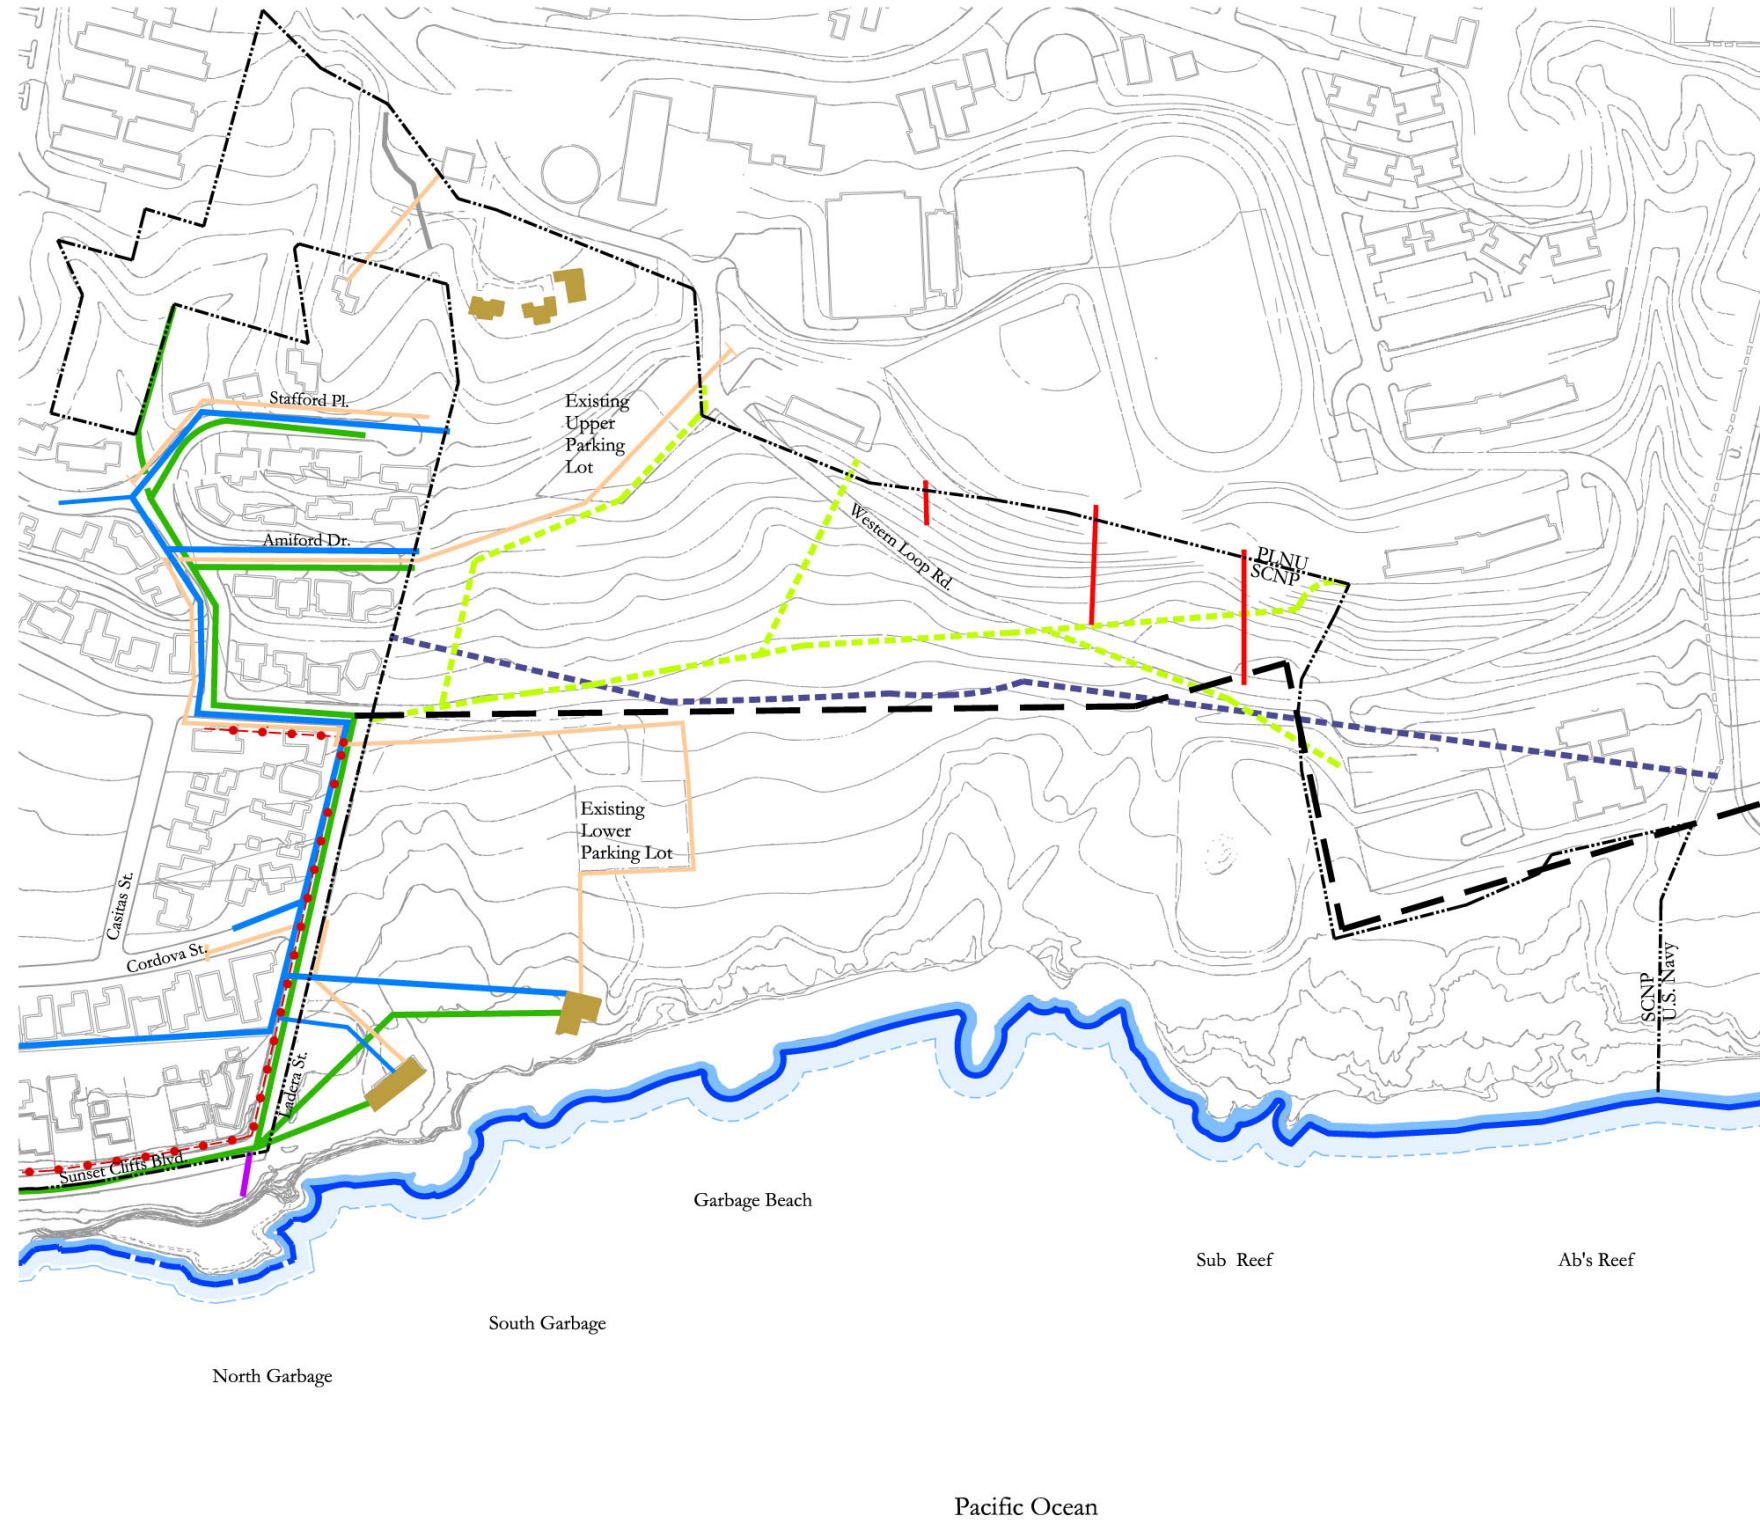 Stafford Pl.
Existing
Upper
Parking
Lot
Amiford Dr.
Western Loop Rd.
PLNU
SCNP
Existing
Lower
Parking Lot
Casitas St.
Cordova St.
Ladera St.
Sunset Cliffs Blvd.
SCNP
U.S. Navy
Garbage Beach
Sub Reef
Ab's Reef
South Garbage
North Garbage
Pacific Ocean